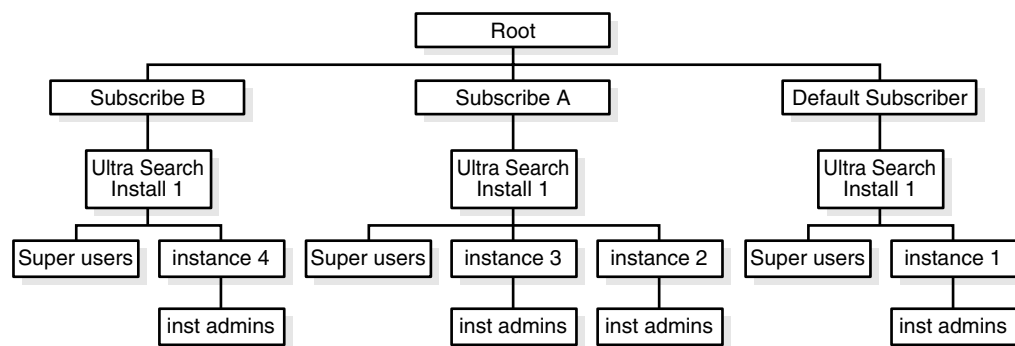 Root
Subscribe B
Subscribe A
Default Subscriber
Ultra Search
Install 1
Ultra Search
Install 1
Ultra Search
Install 1
Super users
instance 4
Super users
instance 3
instance 2
Super users
instance 1
inst admins
inst admins
inst admins
inst admins